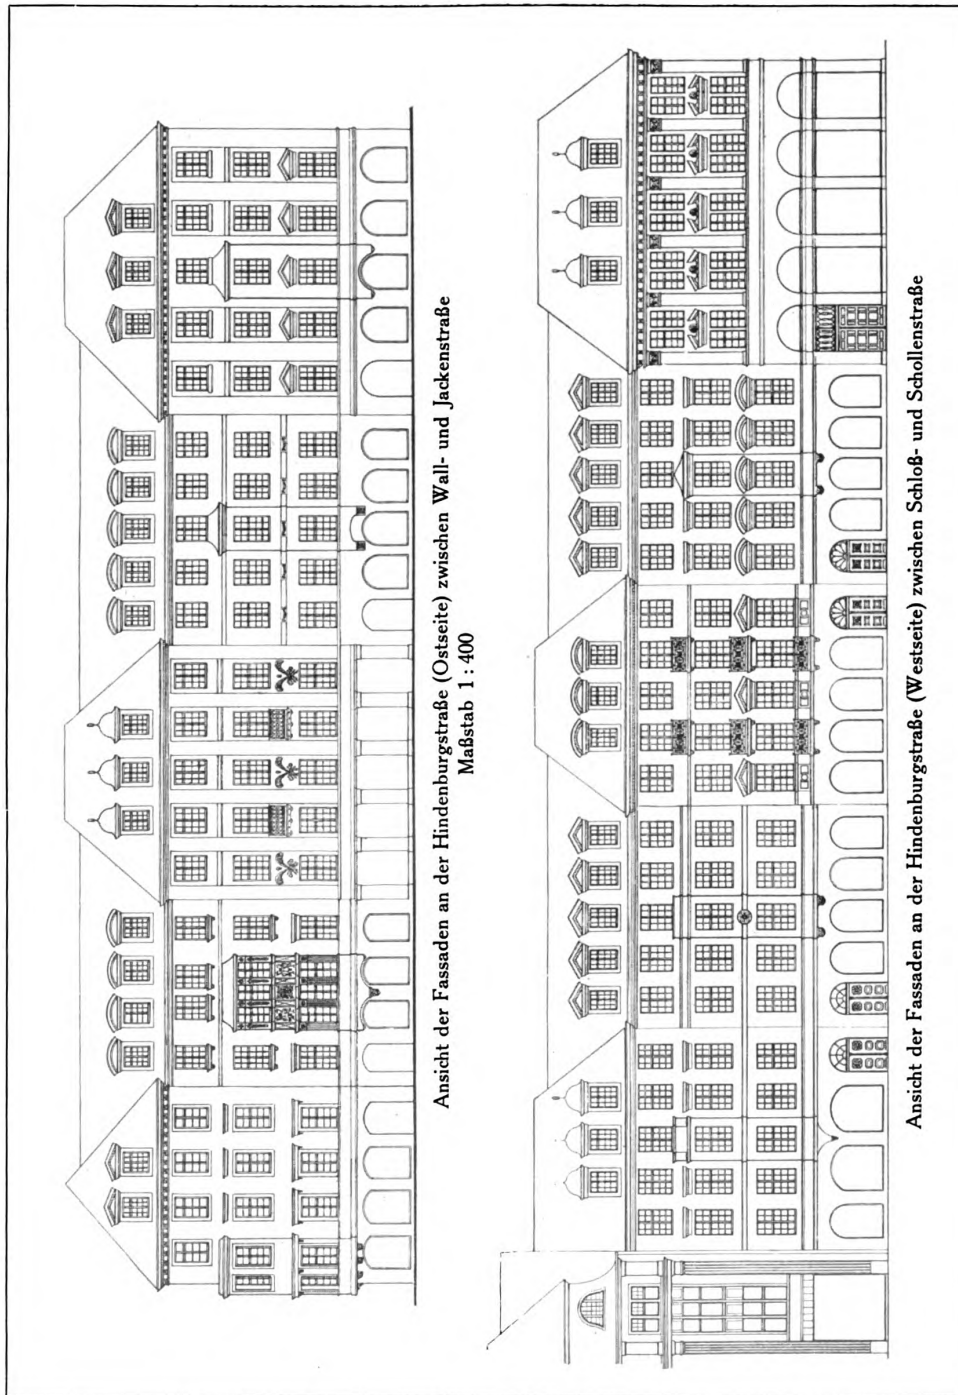 Ansicht der Fassaden an der Hindenburgstraße (Ostseite) zwischen Wall- und Jackenstraße
Maßstab 1 : 400
Ansicht der Fassaden an der Hindenburgstraße (Westseite) zwischen Schloß- und Schollenstraße